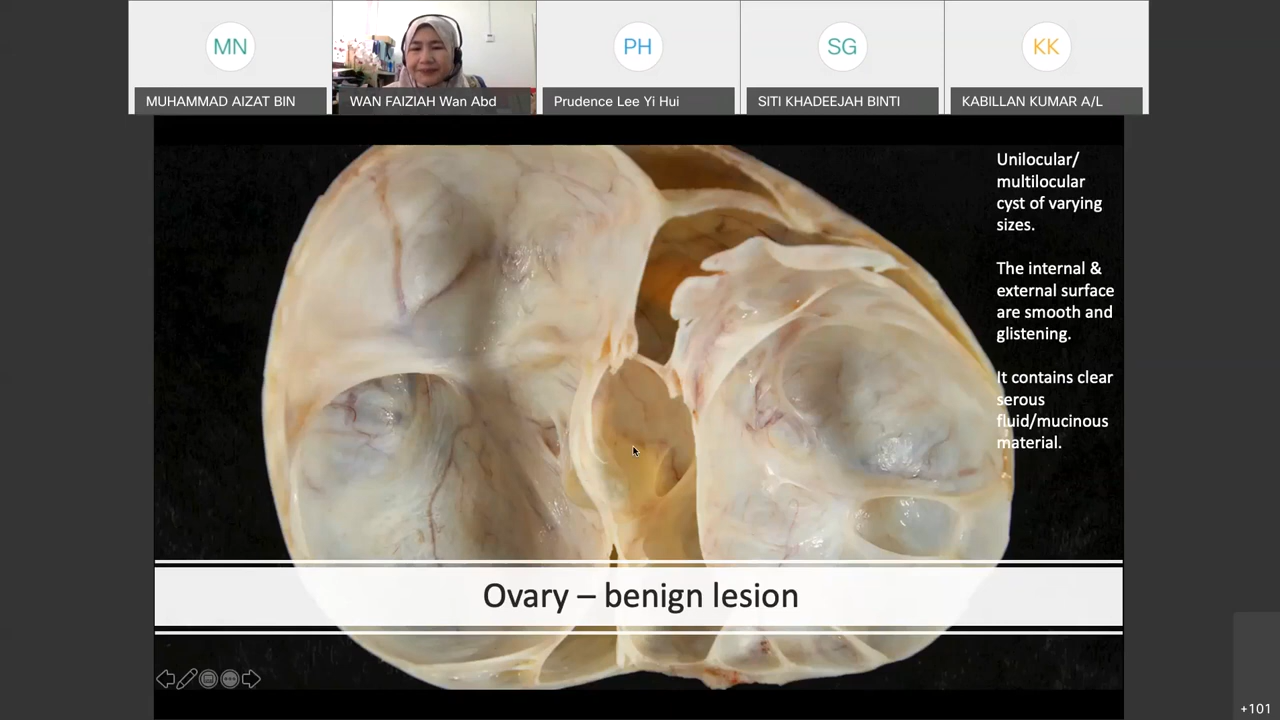 MN
WAN FAIZIAH Wan Abd
PH
SG
KK
MUHAMMAD AIZAT BIN
Prudence Lee Yi Hui
SITI KHADEEJAH BINTI
KABILLAN KUMAR A/L
Unilocular/
multilocular
cyst of varying
sizes.
The internal &
external surface
are smooth and
glistening.
It contains clear
serous
fluid/mucinous
material.
Ovary – benign lesion
+101